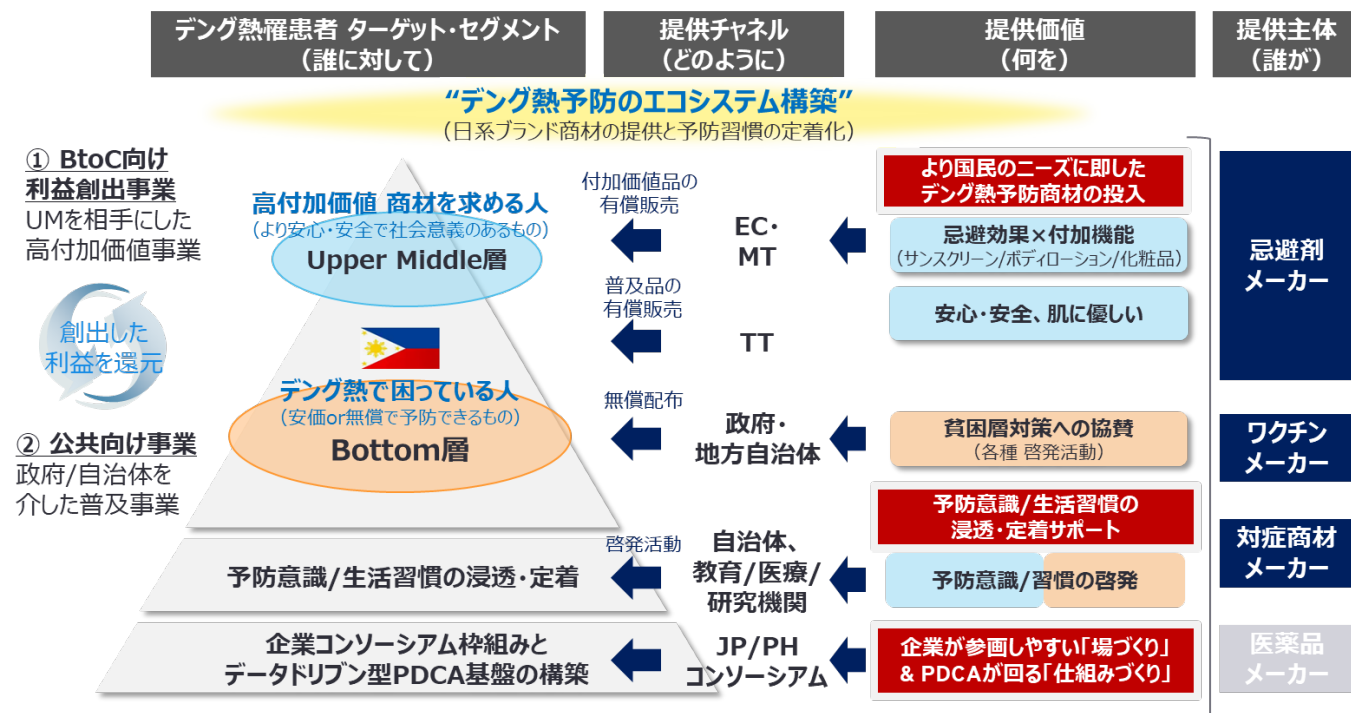 デング熱罹患者 ターゲット・セグメント
（誰に対して）
提供チャネル
（どのように）
提供価値
（何を）
提供主体
（誰が）
“デング熱予防のエコシステム構築”
（日系ブランド商材の提供と予防習慣の定着化）
① BtoC向け
利益創出事業
UMを相手にした
高付加価値事業
創出した
利益を還元
② 公共向け事業
政府/自治体を
介した普及事業
高付加価値 商材を求める人
（より安心・安全で社会意義のあるもの）
Upper Middle層
デング熱で困っている人
（安価or無償で予防できるもの）
Bottom層
予防意識/生活習慣の浸透・定着
企業コンソーシアム枠組みと
データドリブン型PDCA基盤の構築
付加価値品の
有償販売
EC・
MT
普及品の
有償販売
TT
無償配布
政府・
地方自治体
啓発活動
自治体、
教育/医療/
研究機関
JP/PH
コンソーシアム
より国民のニーズに即した
デング熱予防商材の投入
忌避効果×付加機能
（サンスクリーン/ボディローション/化粧品）
安心・安全、肌に優しい
貧困層対策への協賛
（各種 啓発活動）
予防意識/生活習慣の
浸透・定着サポート
予防意識/習慣の啓発
企業が参画しやすい「場づくり」
& PDCAが回る「仕組みづくり」
忌避剤
メーカー
ワクチン
メーカー
対症商材
メーカー
医薬品
メーカー